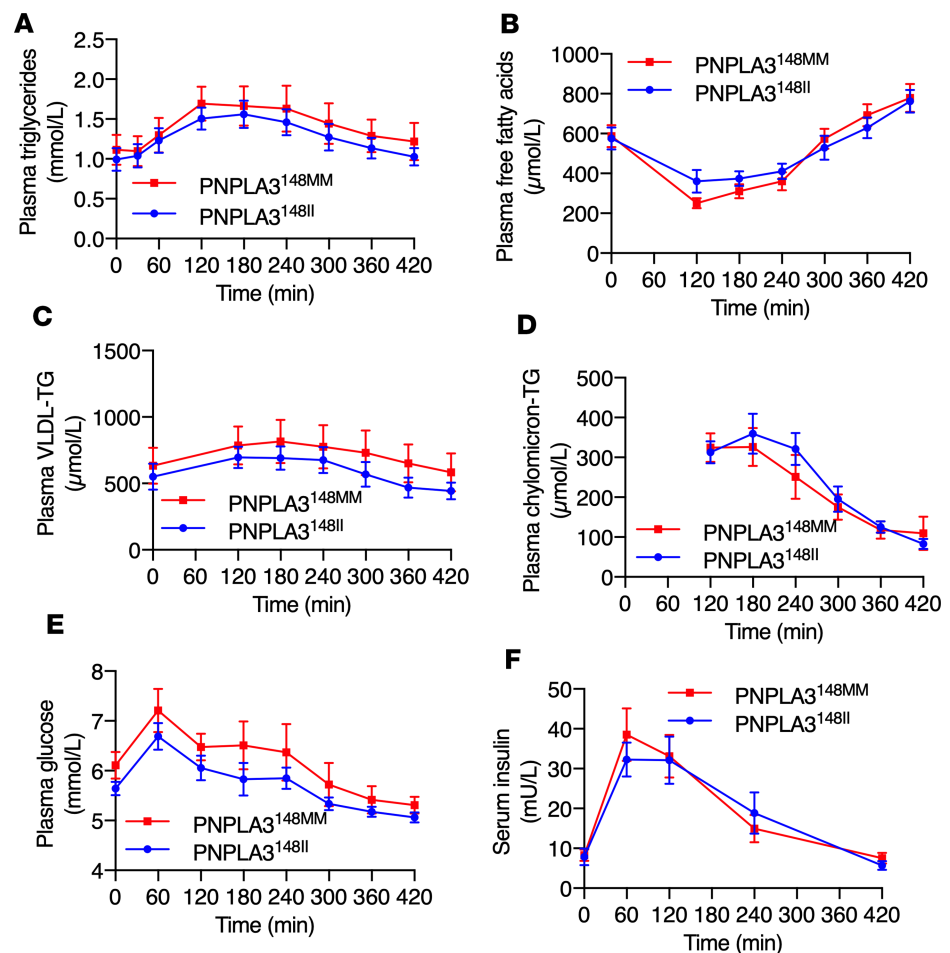 A
Plasma triglycerides
(mmol/L)
2.5
2.0
1.5
1.0
0.5
0.0
PNPLA3¹⁴⁸ᴹᴹ
PNPLA3¹⁴⁸ᴵᴵ
0 60 120 180 240 300 360 420
Time (min)
B
Plasma free fatty acids
(µmol/L)
1000
800
600
400
200
0
PNPLA3¹⁴⁸ᴹᴹ
PNPLA3¹⁴⁸ᴵᴵ
0 60 120 180 240 300 360 420
Time (min)
C
Plasma VLDL-TG
(µmol/L)
1500
1000
500
0
PNPLA3¹⁴⁸ᴹᴹ
PNPLA3¹⁴⁸ᴵᴵ
0 60 120 180 240 300 360 420
Time (min)
D
Plasma chylomicron-TG
(µmol/L)
500
400
300
200
100
0
PNPLA3¹⁴⁸ᴹᴹ
PNPLA3¹⁴⁸ᴵᴵ
0 60 120 180 240 300 360 420
Time (min)
E
Plasma glucose
(mmol/L)
8
7
6
5
4
PNPLA3¹⁴⁸ᴹᴹ
PNPLA3¹⁴⁸ᴵᴵ
0 60 120 180 240 300 360 420
Time (min)
F
Serum insulin
(mU/L)
50
40
30
20
10
0
PNPLA3¹⁴⁸ᴹᴹ
PNPLA3¹⁴⁸ᴵᴵ
0 60 120 180 240 300 360 420
Time (min)